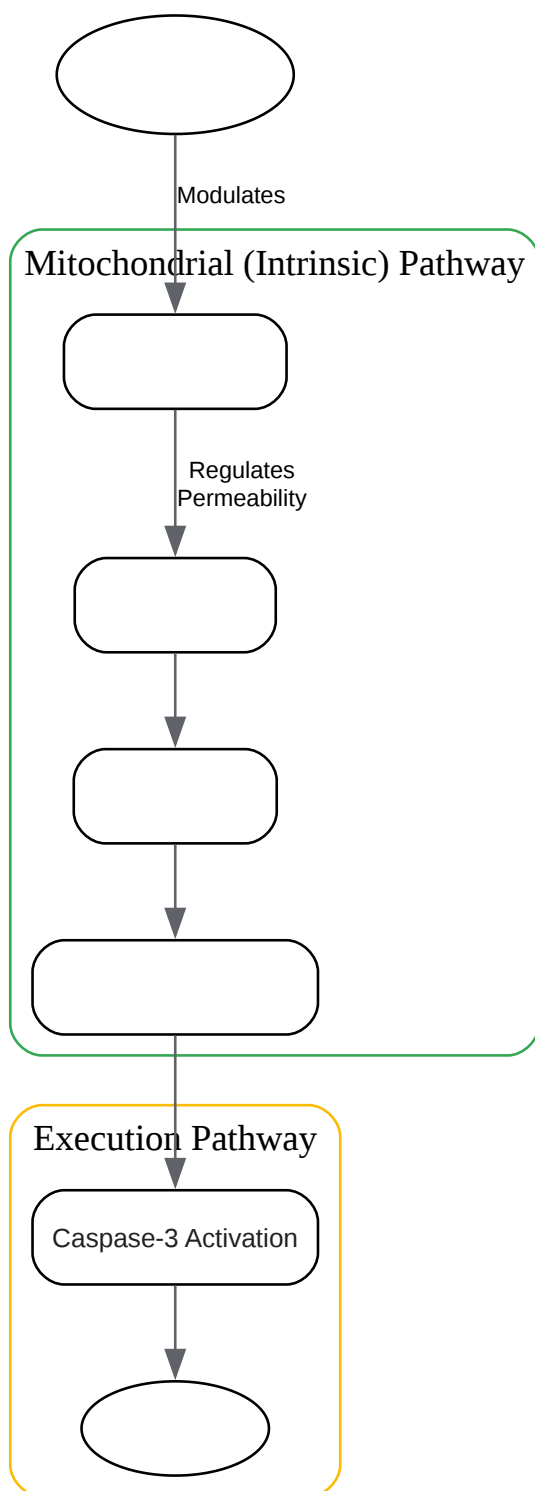 Modulates
Mitochondrial (Intrinsic) Pathway
Regulates
Permeability
Execution Pathway
Caspase-3 Activation